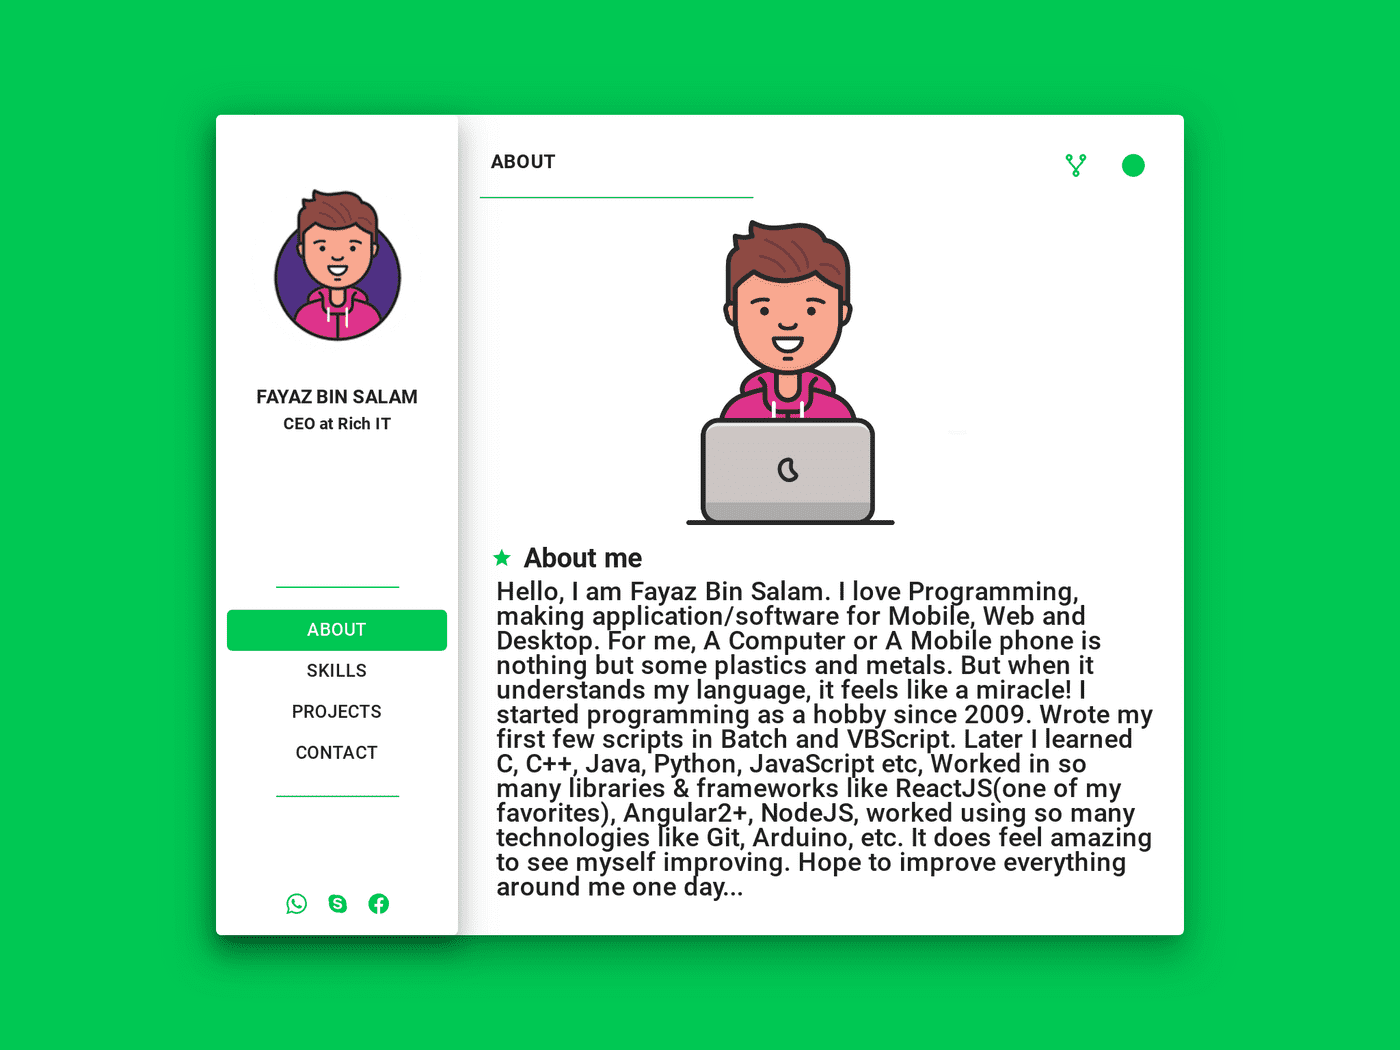 FAYAZ BIN SALAM
CEO at Rich IT
ABOUT
SKILLS
PROJECTS
CONTACT
ABOUT
About me
Hello, I am Fayaz Bin Salam. I love Programming,
making application/software for Mobile, Web and
Desktop. For me, A Computer or A Mobile phone is
nothing but some plastics and metals. But when it
understands my language, it feels like a miracle! I
started programming as a hobby since 2009. Wrote my
first few scripts in Batch and VBScript. Later I learned
C, C++, Java, Python, JavaScript etc, Worked in so
many libraries & frameworks like ReactJS(one of my
favorites), Angular2+, NodeJS, worked using so many
technologies like Git, Arduino, etc. It does feel amazing
to see myself improving. Hope to improve everything
around me one day...